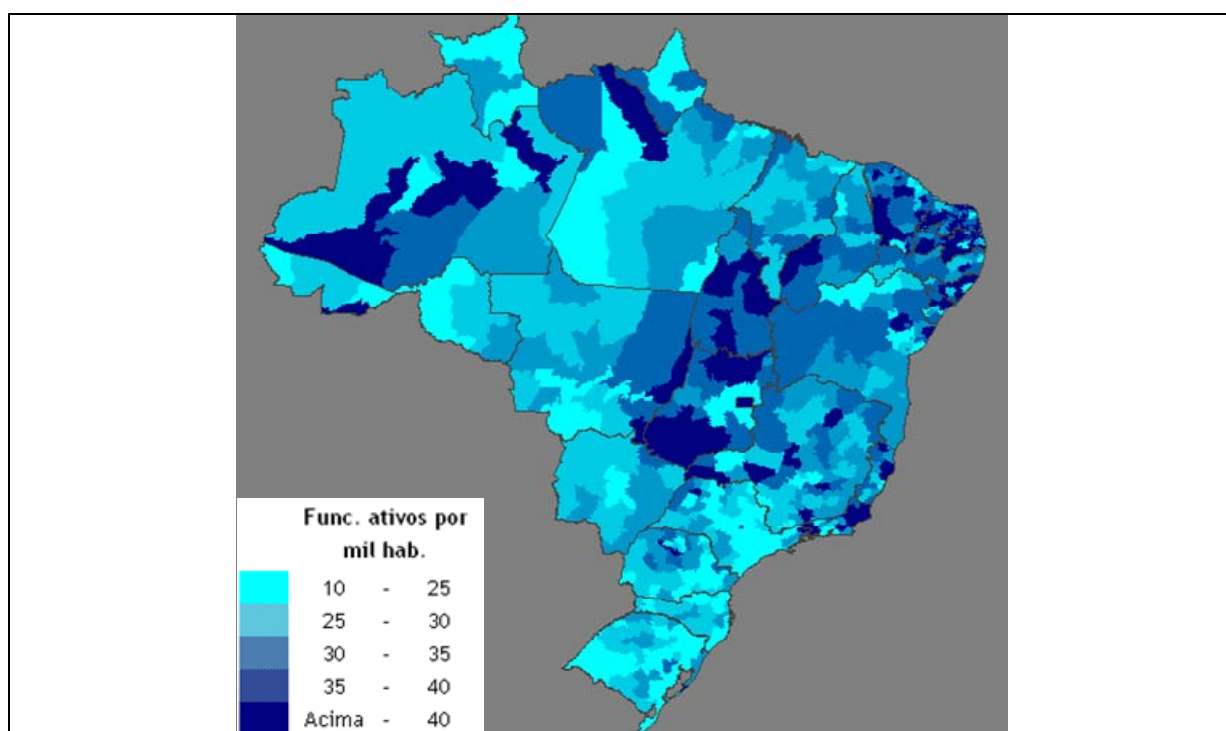 Func. ativos por
mil hab.
10 - 25
25 - 30
30 - 35
35 - 40
Acima - 40